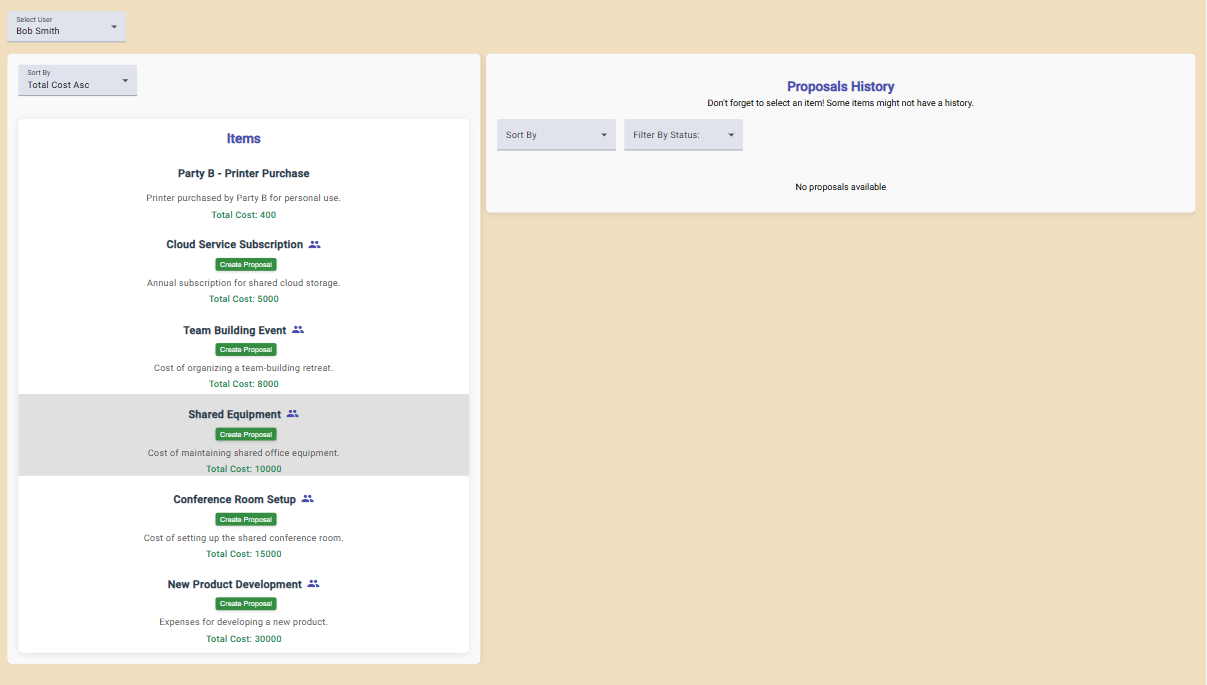 Select User
Bob Smith
Sort By
Total Cost Asc
Items
Party B - Printer Purchase
Printer purchased by Party B for personal use.
Total Cost: 400
Cloud Service Subscription
Create Proposal
Annual subscription for shared cloud storage.
Total Cost: 5000
Team Building Event
Create Proposal
Cost of organizing a team-building retreat.
Total Cost: 8000
Shared Equipment
Create Proposal
Cost of maintaining shared office equipment.
Total Cost: 10000
Conference Room Setup
Create Proposal
Cost of setting up the shared conference room.
Total Cost: 15000
New Product Development
Create Proposal
Expenses for developing a new product.
Total Cost: 30000
Proposals History
Don't forget to select an item! Some items might not have a history.
Sort By
Filter By Status:
No proposals available